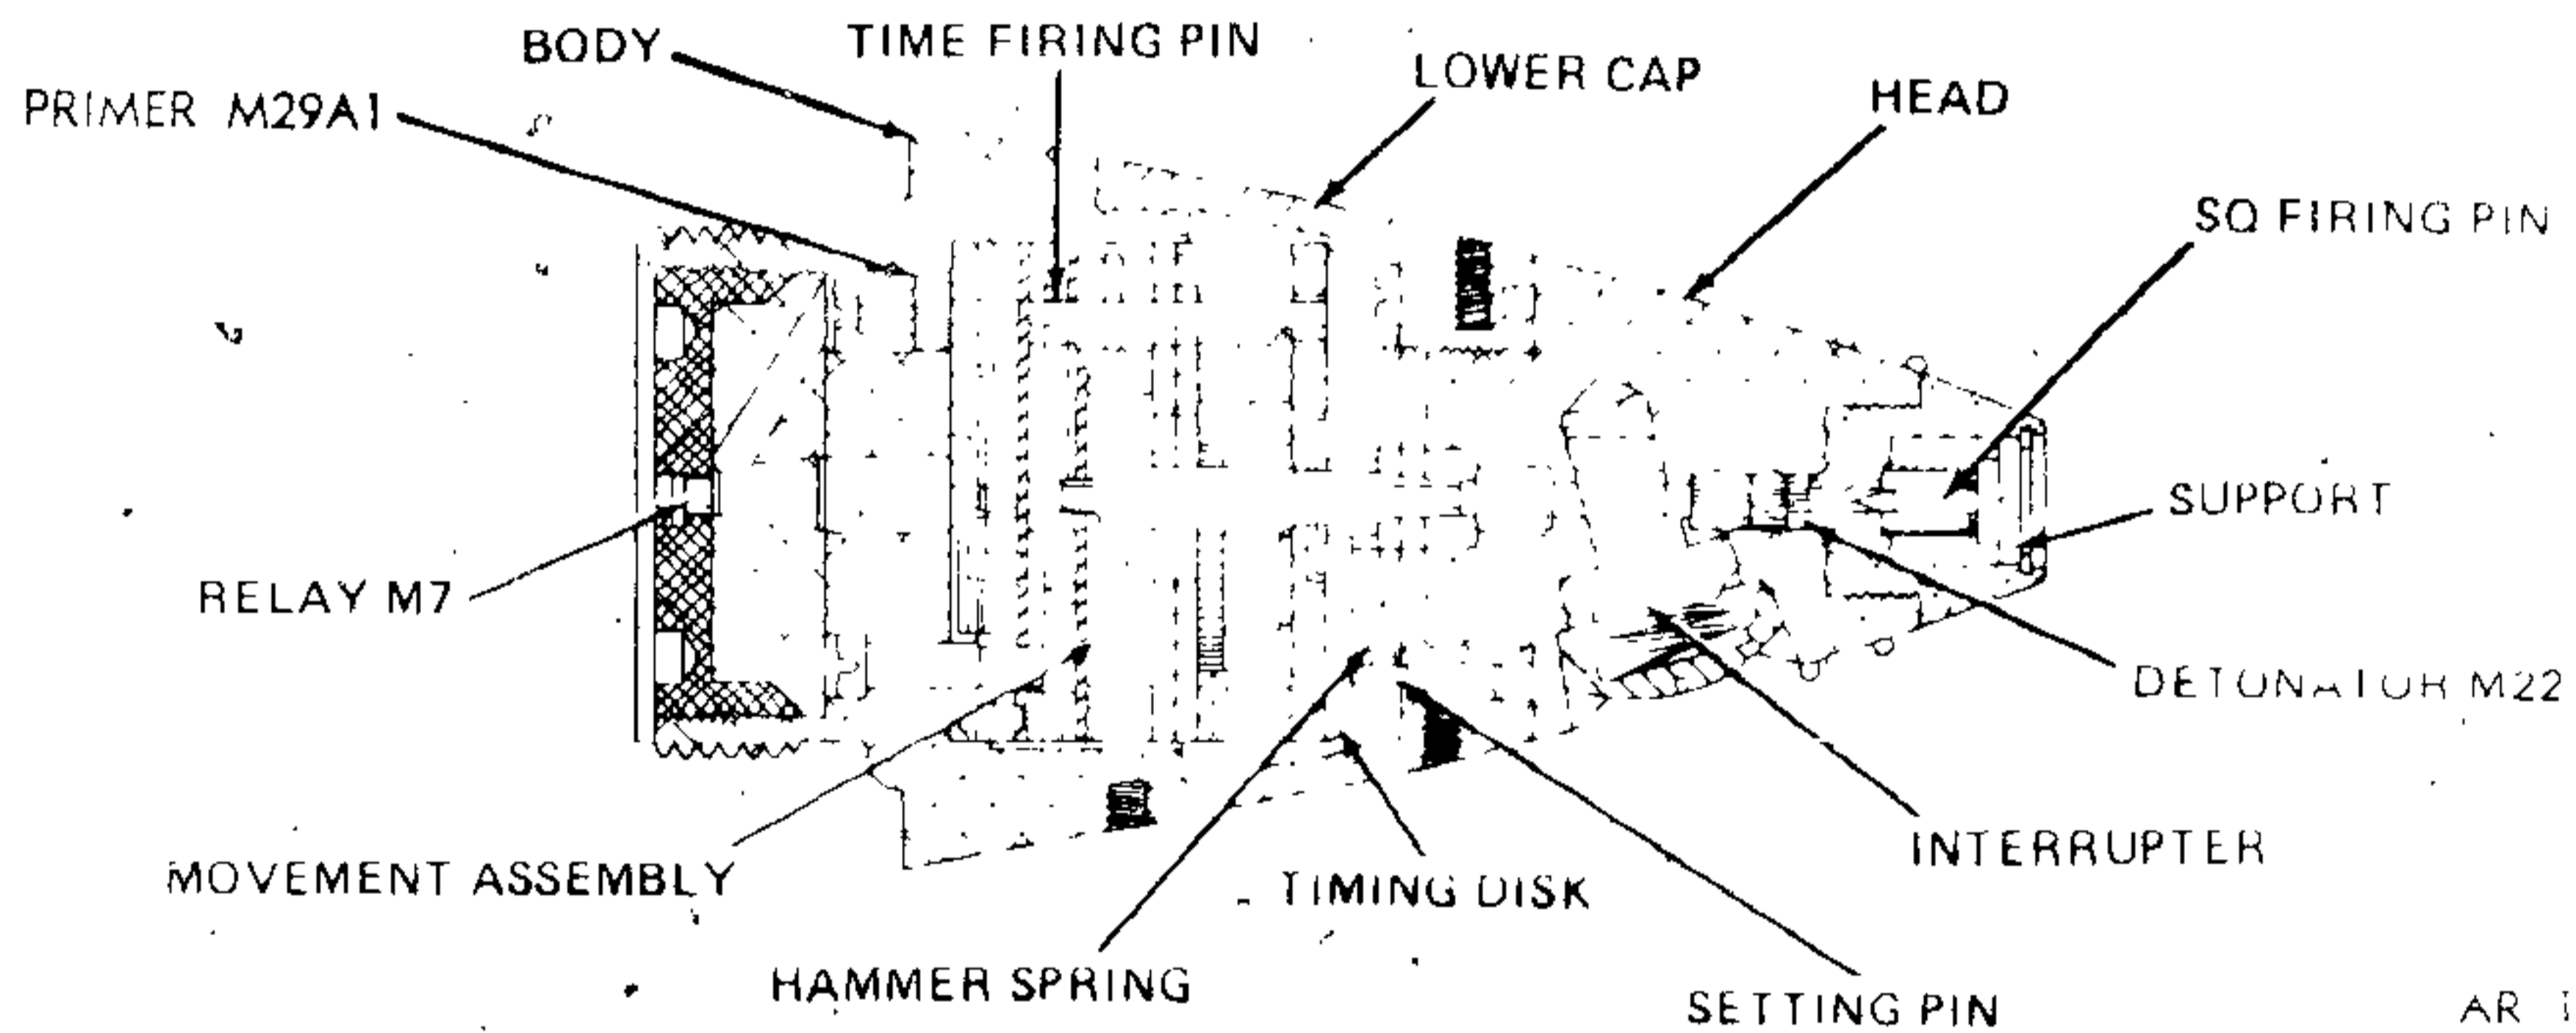 BODY
TIME FIRING PIN
LOWER CAP
HEAD
PRIMER M29A1
SQ FIRING PIN
SUPPORT
RELAY M7
DETONATOR M22
INTERRUPTER
MOVEMENT ASSEMBLY
TIMING DISK
HAMMER SPRING
SETTING PIN
AR